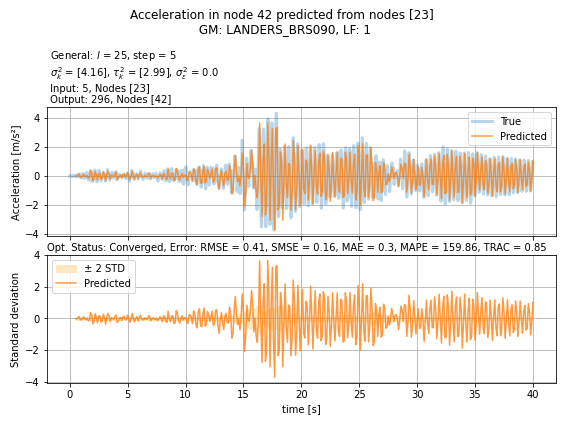 Acceleration in node 42 predicted from nodes [23]
GM: LANDERS_BRS090, LF: 1
General: l = 25, step = 5
σ²ₖ = [4.16], τ²ₖ = [2.99], σ²ε = 0.0
Input: 5, Nodes [23]
Output: 296, Nodes [42]
True
Predicted
Acceleration [m/s²]
4
2
0
−2
−4
Opt. Status: Converged, Error: RMSE = 0.41, SMSE = 0.16, MAE = 0.3, MAPE = 159.86, TRAC = 0.85
± 2 STD
Predicted
Standard deviation
4
2
0
−2
−4
0 5 10 15 20 25 30 35 40
time [s]